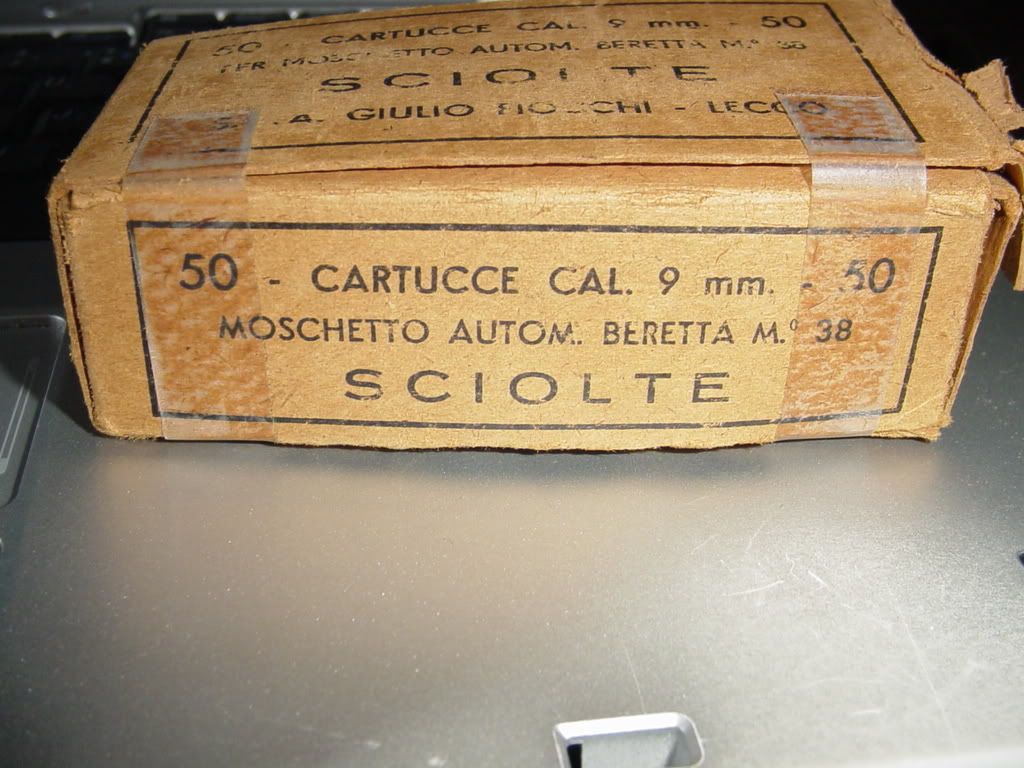 50 - CARTUCCE CAL. 9 mm. - 50
PER MOSCHETTO AUTOM. BERETTA M.º 38
SCIOLTE
A. GIULIO FIOCCHI - LECCO
50 - CARTUCCE CAL. 9 mm. - 50
MOSCHETTO AUTOM. BERETTA M.º 38
SCIOLTE